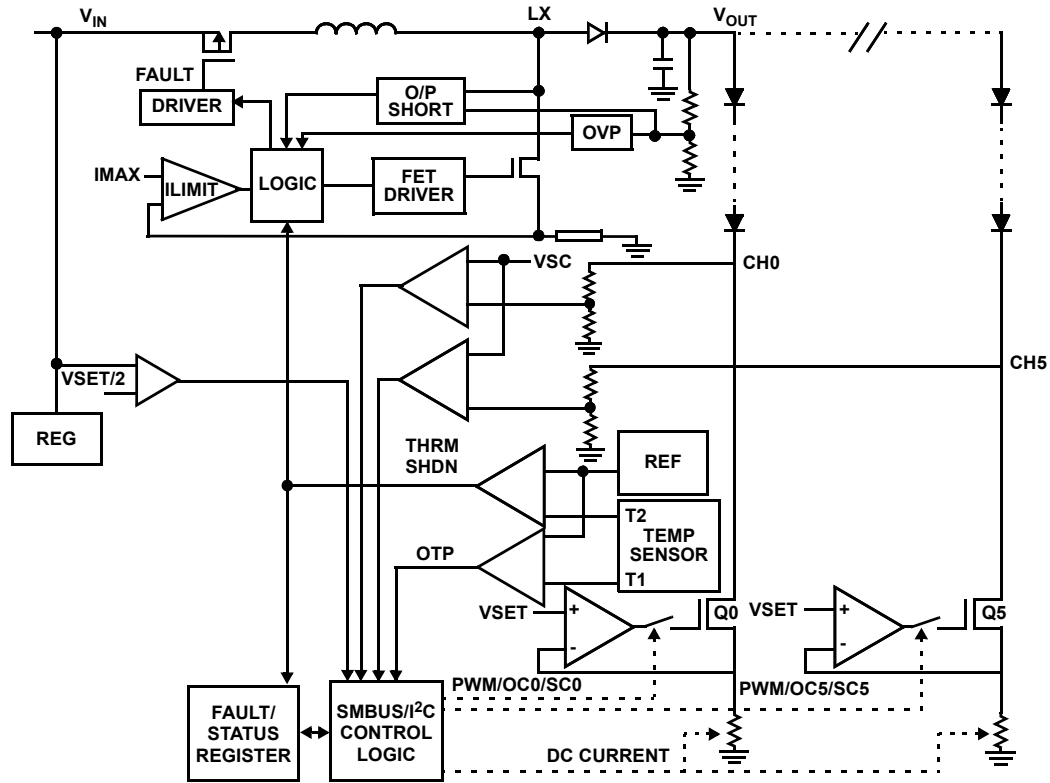 VIN
LX
VOUT
FAULT
DRIVER
O/P
SHORT
OVP
IMAX
ILIMIT
LOGIC
FET
DRIVER
VSC
CH0
CH5
VSET/2
REG
THRM
SHDN
REF
T2
TEMP
SENSOR
T1
OTP
VSET
+
-
Q0
VSET
+
-
Q5
PWM/OC0/SC0
PWM/OC5/SC5
FAULT/
STATUS
REGISTER
SMBUS/I²C
CONTROL
LOGIC
DC CURRENT